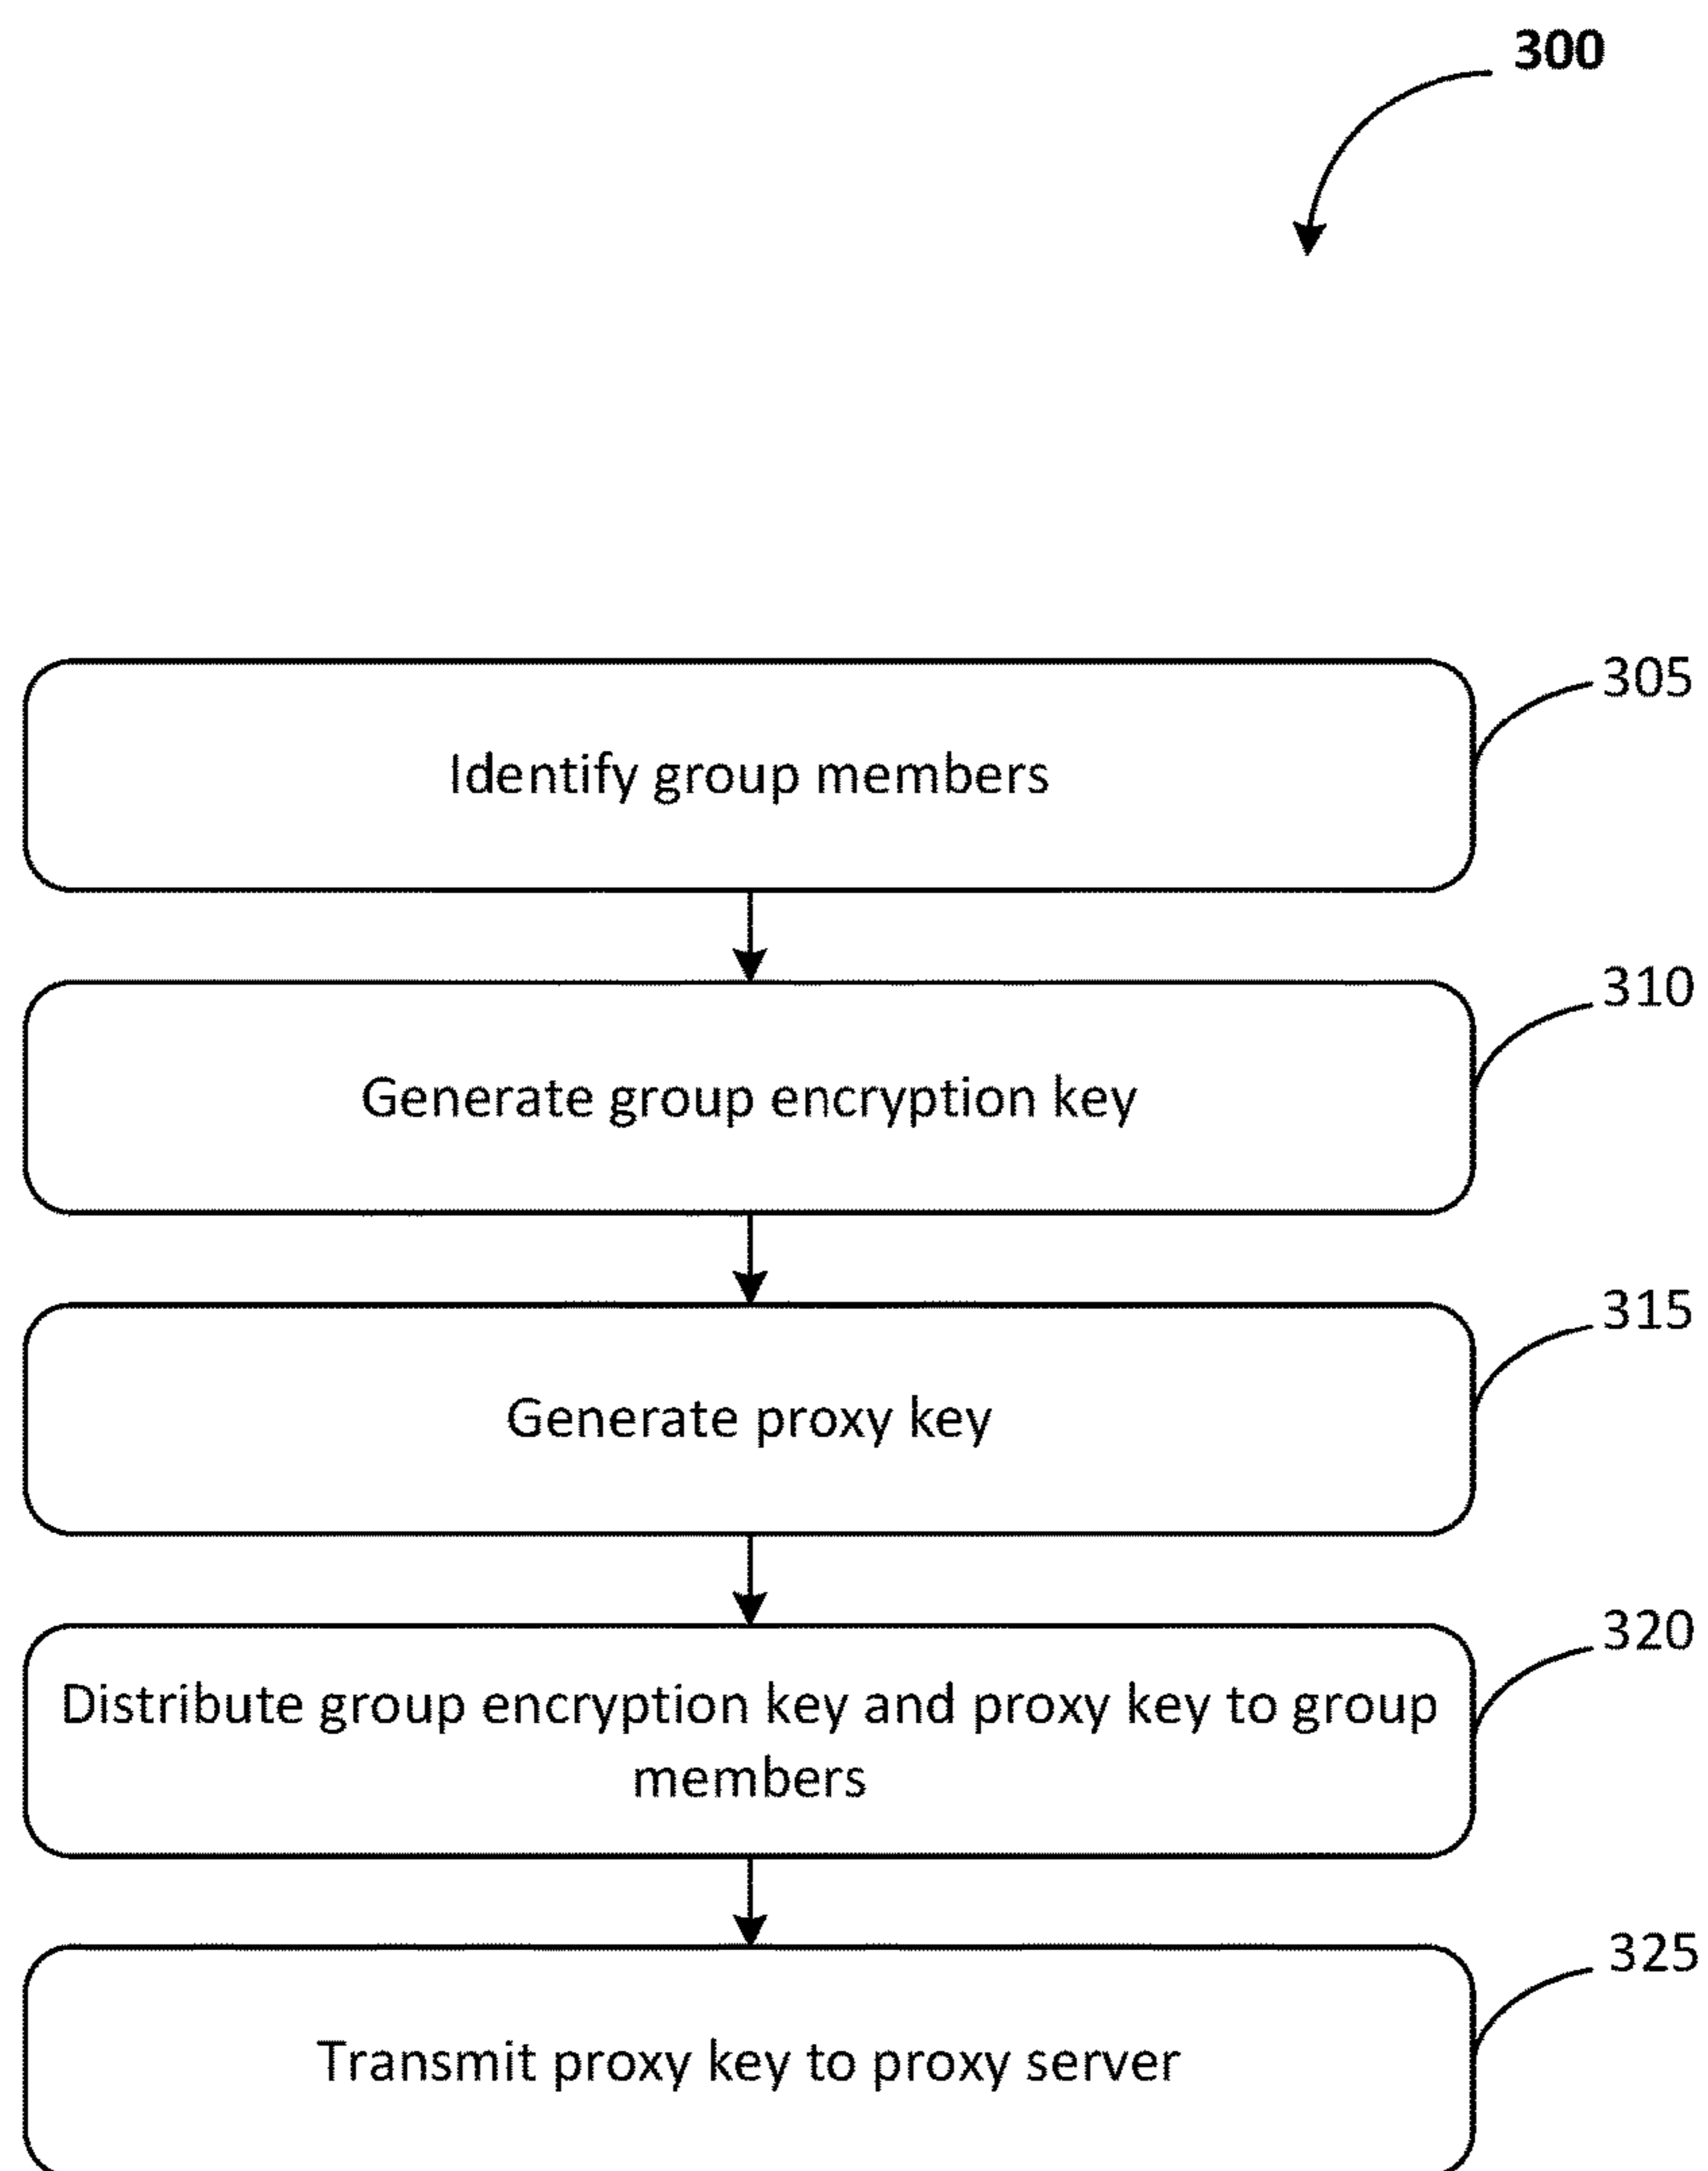 300
305
Identify group members
310
Generate group encryption key
315
Generate proxy key
320
Distribute group encryption key and proxy key to group
members
325
Transmit proxy key to proxy server